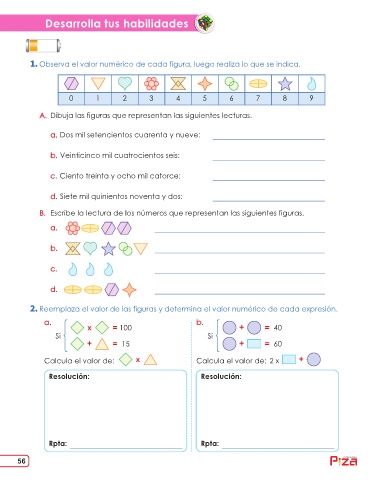 Desarrolla tus habilidades
1. Observa el valor numérico de cada figura, luego realiza lo que se indica.
0 1 2 3 4 5 6 7 8 9
A. Dibuja las figuras que representan las siguientes lecturas.
a. Dos mil setencientos cuarenta y nueve:
b. Veinticinco mil cuatrocientos seis:
c. Ciento treinta y ocho mil catorce:
d. Siete mil quinientos noventa y dos:
B. Escribe la lectura de los números que representan las siguientes figuras.
a.
b.
c.
d.
2. Reemplaza el valor de las figuras y determina el valor numérico de cada expresión.
a.
Si
x = 100
+ = 15
Calcula el valor de: x
Resolución:
Rpta:
b.
Si
+ = 40
+ = 60
Calcula el valor de: 2 x +
Resolución:
Rpta:
56
Piza